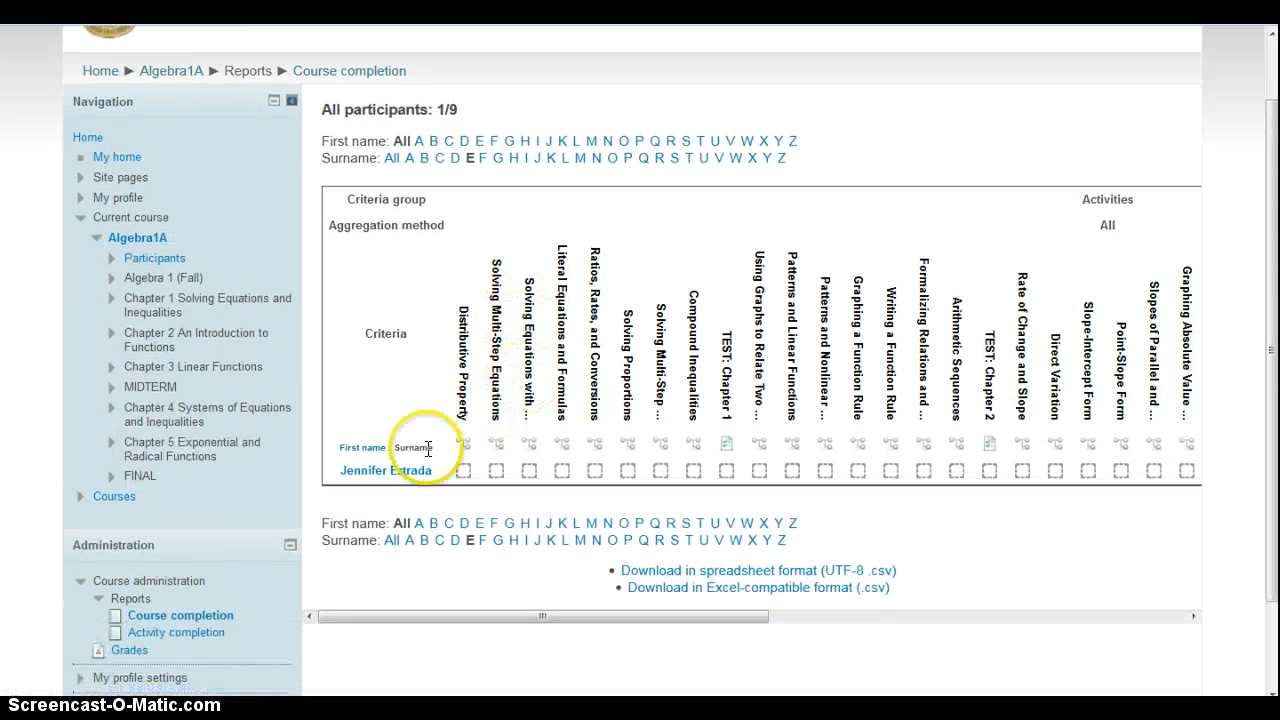 Home ▶ Algebra1A ▶ Reports ▶ Course completion
Navigation
Home
My home
Site pages
My profile
Current course
Algebra1A
Participants
Algebra 1 (Fall)
Chapter 1 Solving Equations and
Inequalities
Chapter 2 An Introduction to
Functions
Chapter 3 Linear Functions
MIDTERM
Chapter 4 Systems of Equations
and Inequalities
Chapter 5 Exponential and
Radical Functions
FINAL
Courses
Administration
Course administration
Reports
Course completion
Activity completion
Grades
My profile settings
All participants: 1/9
First name: All A B C D E F G H I J K L M N O P Q R S T U V W X Y Z
Surname: All A B C D E F G H I J K L M N O P Q R S T U V W X Y Z
Criteria group
Activities
Aggregation method
All
Criteria
Distributive Property
Solving Multi-Step Equations
Solving Equations with ...
Literal Equations and Formulas
Ratios, Rates, and Conversions
Solving Proportions
Solving Multi-Step ...
Compound Inequalities
TEST: Chapter 1
Using Graphs to Relate Two ...
Patterns and Linear Functions
Patterns and Nonlinear ...
Graphing a Function Rule
Writing a Function Rule
Formalizing Relations and ...
Arithmetic Sequences
TEST: Chapter 2
Rate of Change and Slope
Direct Variation
Slope-Intercept Form
Point-Slope Form
Slopes of Parallel and ...
Graphing Absolute Value ...
First name / Surname
Jennifer Estrada
First name: All A B C D E F G H I J K L M N O P Q R S T U V W X Y Z
Surname: All A B C D E F G H I J K L M N O P Q R S T U V W X Y Z
Download in spreadsheet format (UTF-8 .csv)
Download in Excel-compatible format (.csv)
Screencast-O-Matic.com